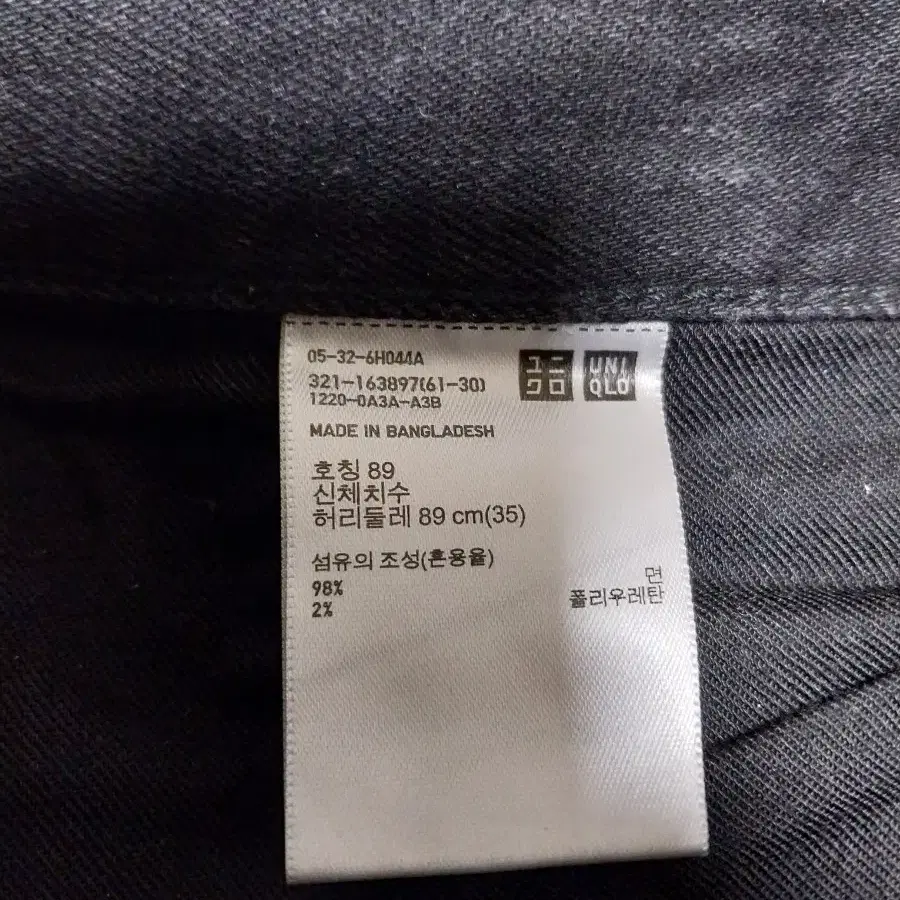 05-32-6H044A
321-163897(61-30)
1220-0A3A-A3B
ユニ
クロ
UNI
QLO
MADE IN BANGLADESH
호칭 89
신체치수
허리둘레 89 cm(35)
섬유의 조성(혼용율)
98% 면
2% 폴리우레탄